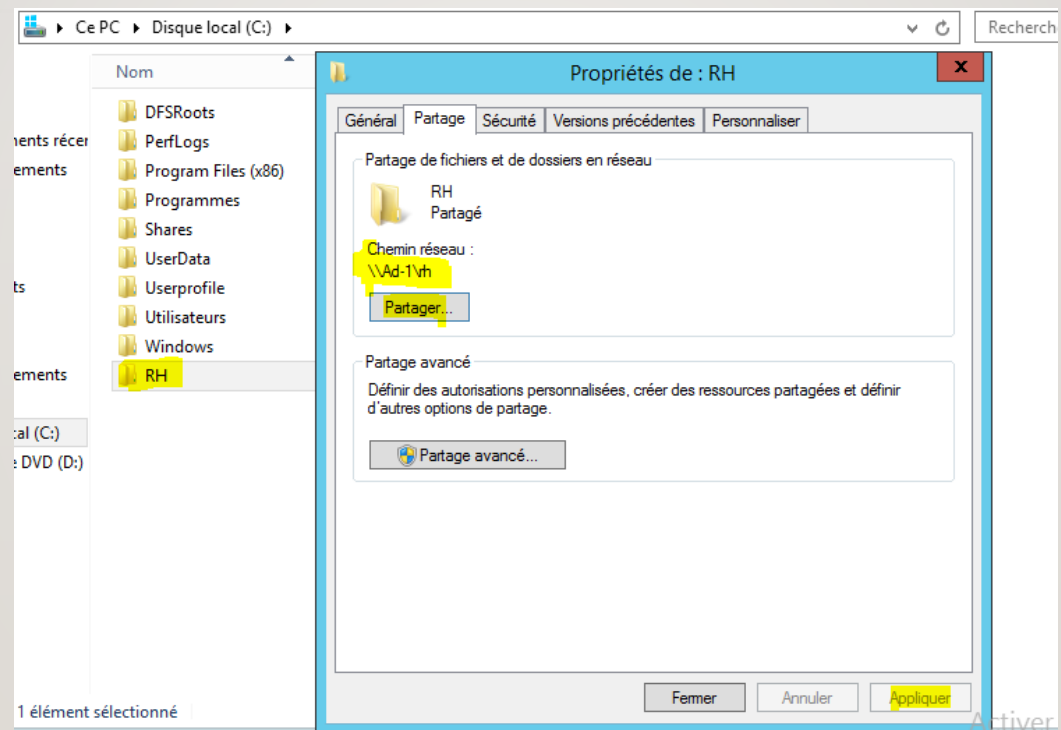 Ce PC
Disque local (C:)
Recherch
Nom
Propriétés de : RH
x
DFSRoots
PerfLogs
Program Files (x86)
Programmes
Shares
UserData
Userprofile
Utilisateurs
Windows
RH
ments récer
ements
ts
ements
cal (C:)
DVD (D:)
Général
Partage
Sécurité
Versions précédentes
Personnaliser
Partage de fichiers et de dossiers en réseau
RH
Partagé
Chemin réseau :
\\Ad-1\rh
Partager...
Partage avancé
Définir des autorisations personnalisées, créer des ressources partagées et définir
d'autres options de partage.
Partage avancé...
Fermer
Annuler
Appliquer
1 élément sélectionné
Activer